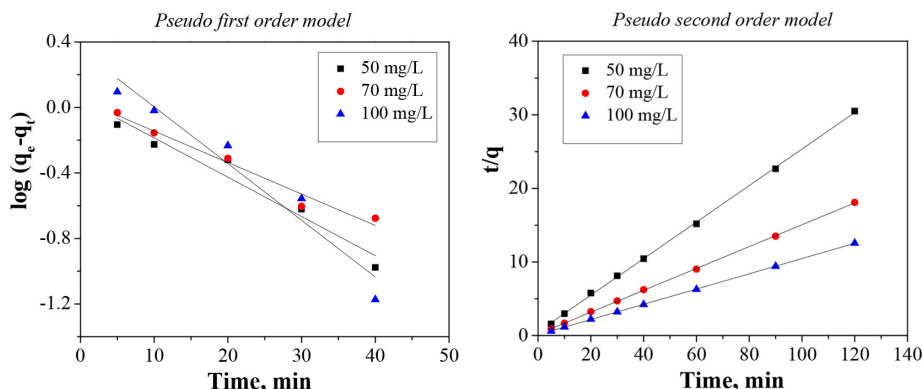 Pseudo first order model
0.4
0.0
-0.4
-0.8
-1.2
log (qe-qt)
50 mg/L
70 mg/L
100 mg/L
0 10 20 30 40 50
Time, min
Pseudo second order model
40
30
20
10
0
t/q
50 mg/L
70 mg/L
100 mg/L
0 20 40 60 80 100 120 140
Time, min